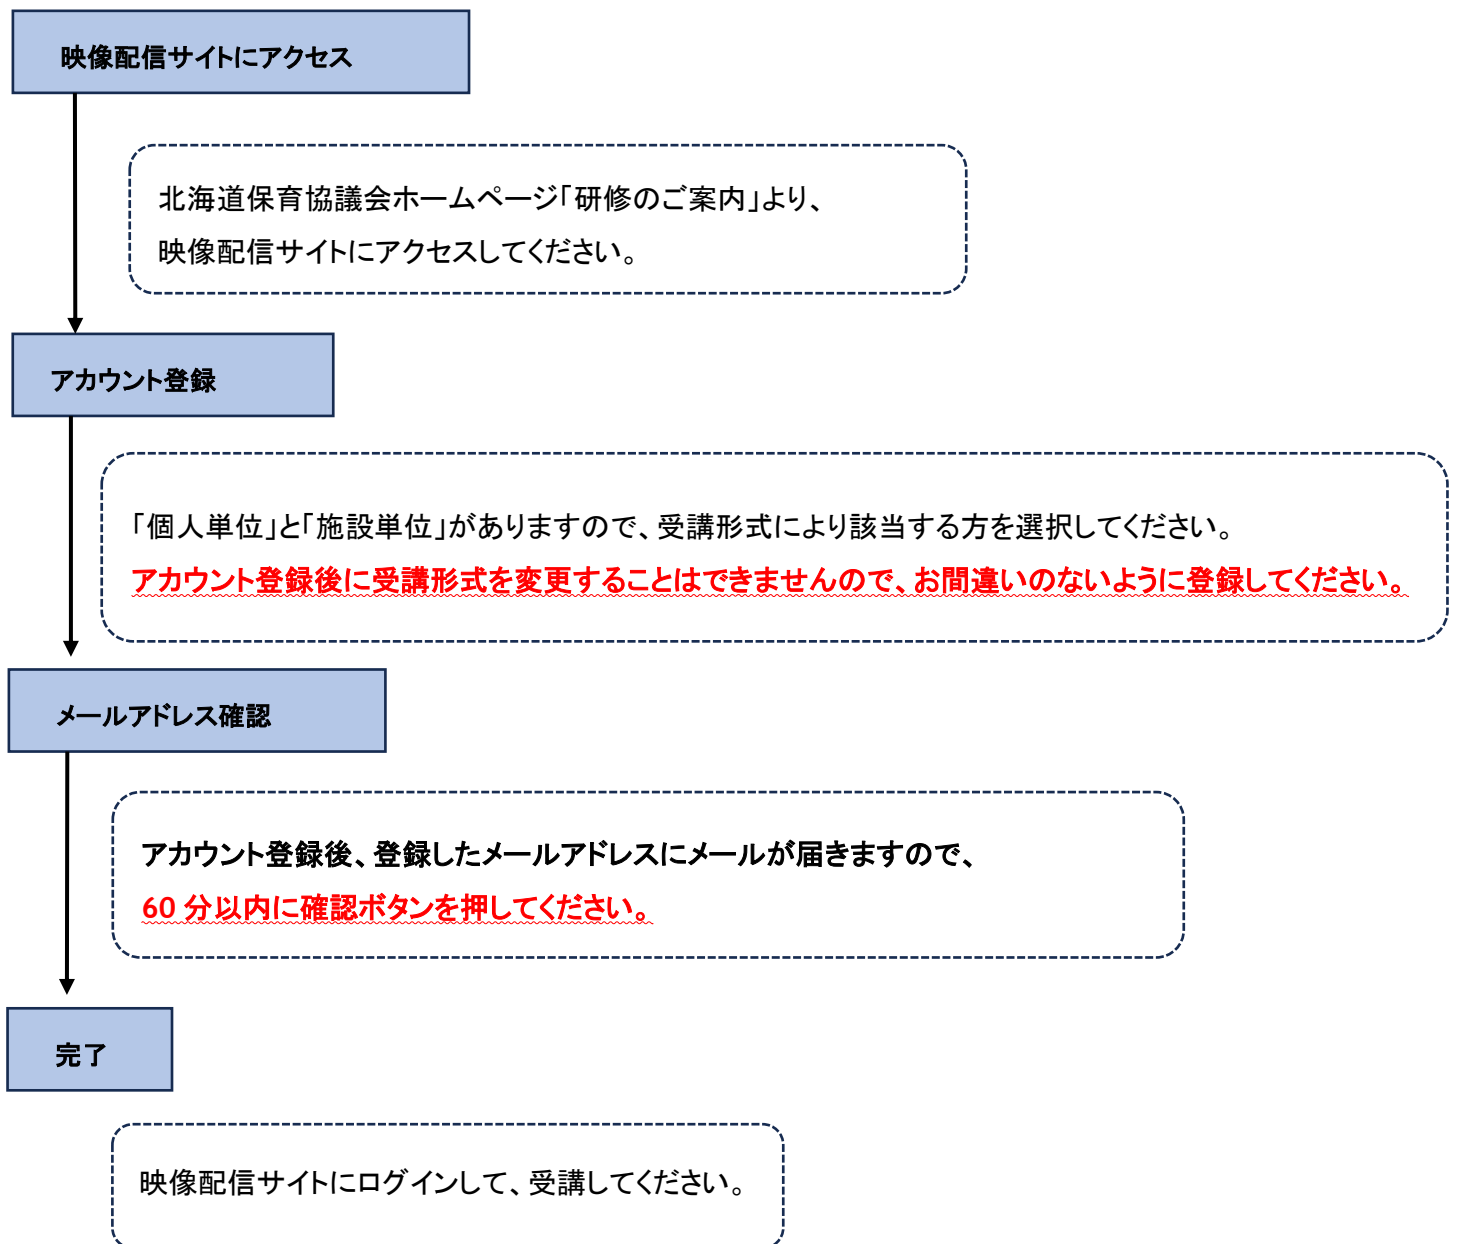 映像配信サイトにアクセス
北海道保育協議会ホームページ「研修のご案内」より、
映像配信サイトにアクセスしてください。
アカウント登録
「個人単位」と「施設単位」がありますので、受講形式により該当する方を選択してください。
アカウント登録後に受講形式を変更することはできませんので、お間違いのないように登録してください。
メールアドレス確認
アカウント登録後、登録したメールアドレスにメールが届きますので、
60 分以内に確認ボタンを押してください。
完了
映像配信サイトにログインして、受講してください。